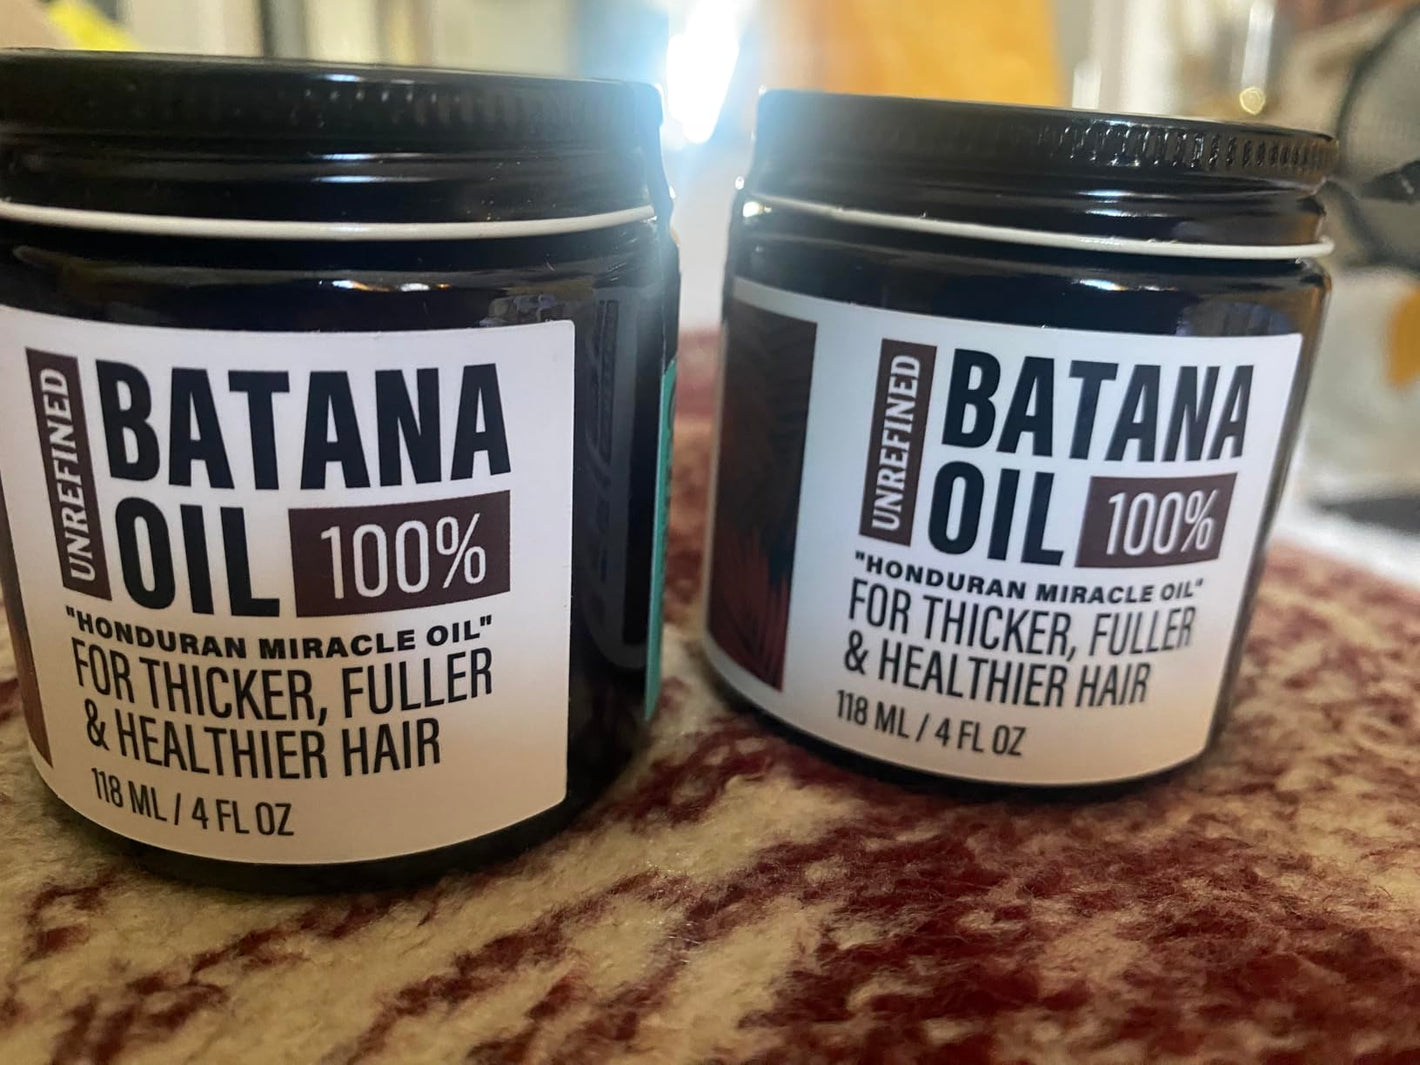 UNREFINED
BATANA
OIL 100%
"HONDURAN MIRACLE OIL"
FOR THICKER, FULLER
& HEALTHIER HAIR
118 ML / 4 FL OZ
UNREFINED
BATANA
OIL 100%
"HONDURAN MIRACLE OIL"
FOR THICKER, FULLER
& HEALTHIER HAIR
118 ML / 4 FL OZ